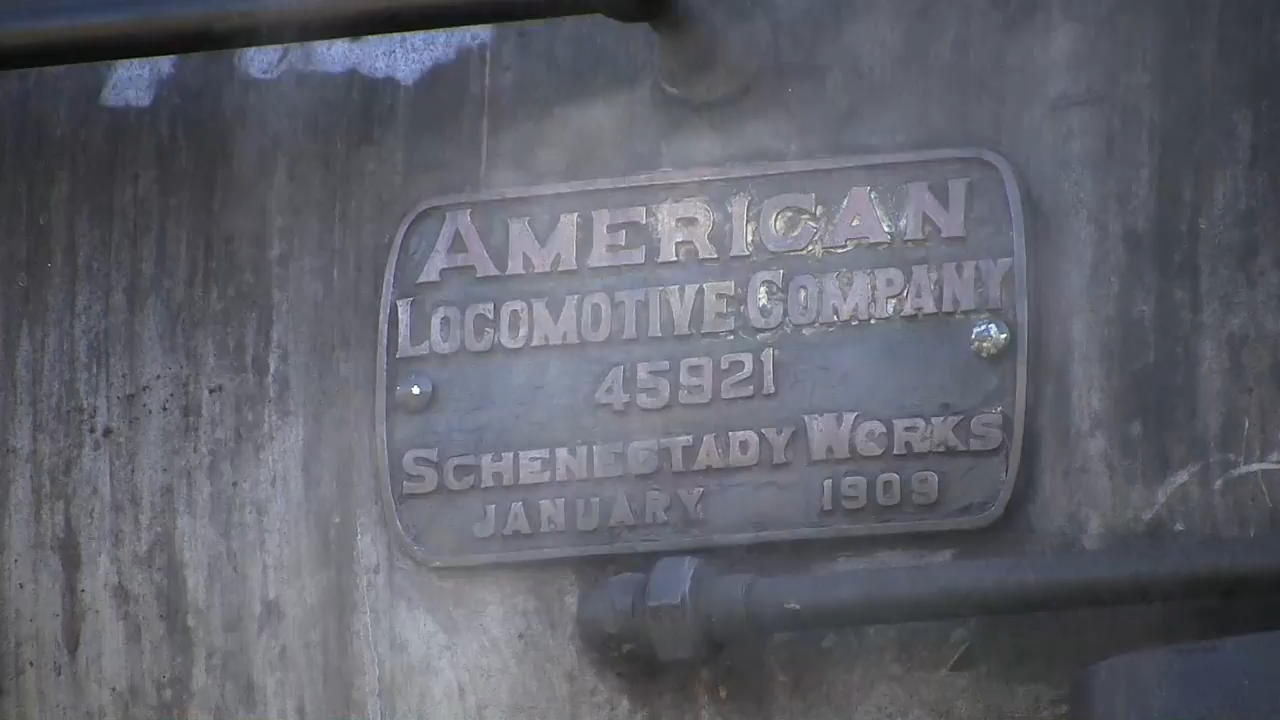 AMERICAN
LOCOMOTIVE COMPANY
45921
SCHENECTADY WORKS
JANUARY 1909